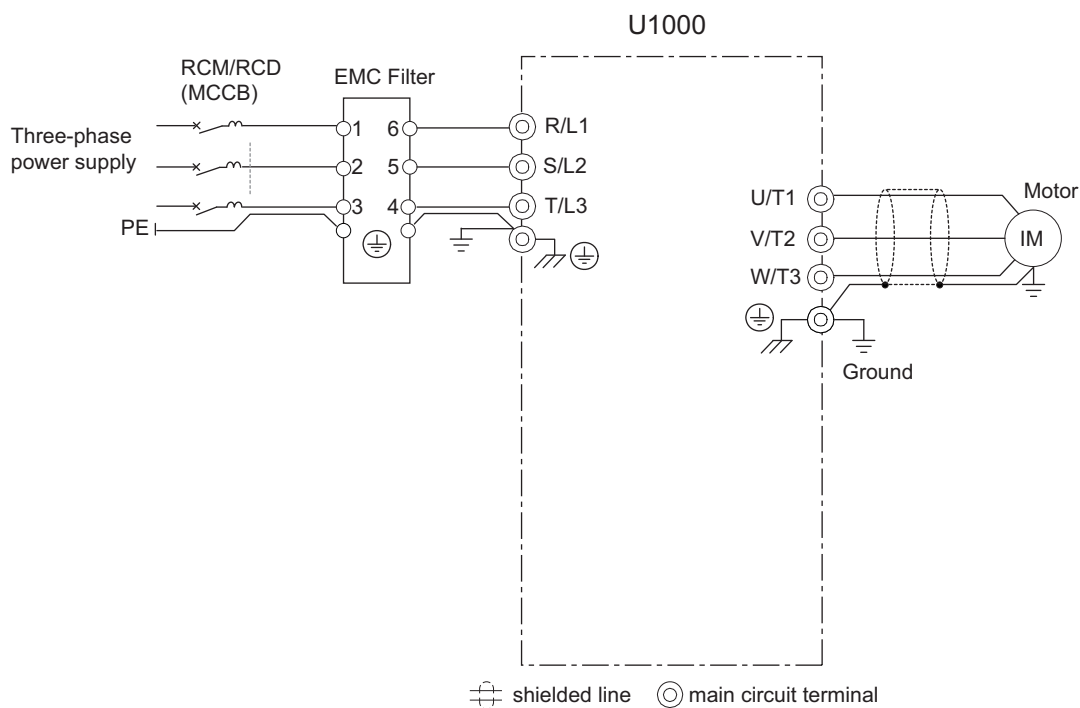 U1000
RCM/RCD
(MCCB)
EMC Filter
Three-phase
power supply
1 6
R/L1
2 5
S/L2
3 4
T/L3
PE
U/T1
Motor
V/T2
IM
W/T3
Ground
shielded line
main circuit terminal